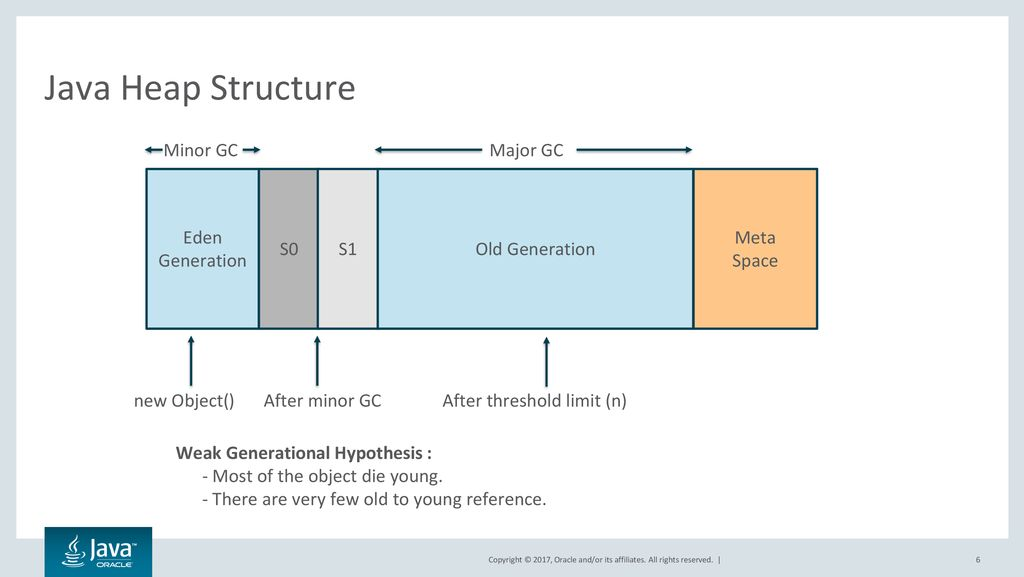 Java Heap Structure
Minor GC
Major GC
Eden
Generation
S0
S1
Old Generation
Meta
Space
new Object()
After minor GC
After threshold limit (n)
Weak Generational Hypothesis :
- Most of the object die young.
- There are very few old to young reference.
Java™
ORACLE
Copyright © 2017, Oracle and/or its affiliates. All rights reserved. |
6